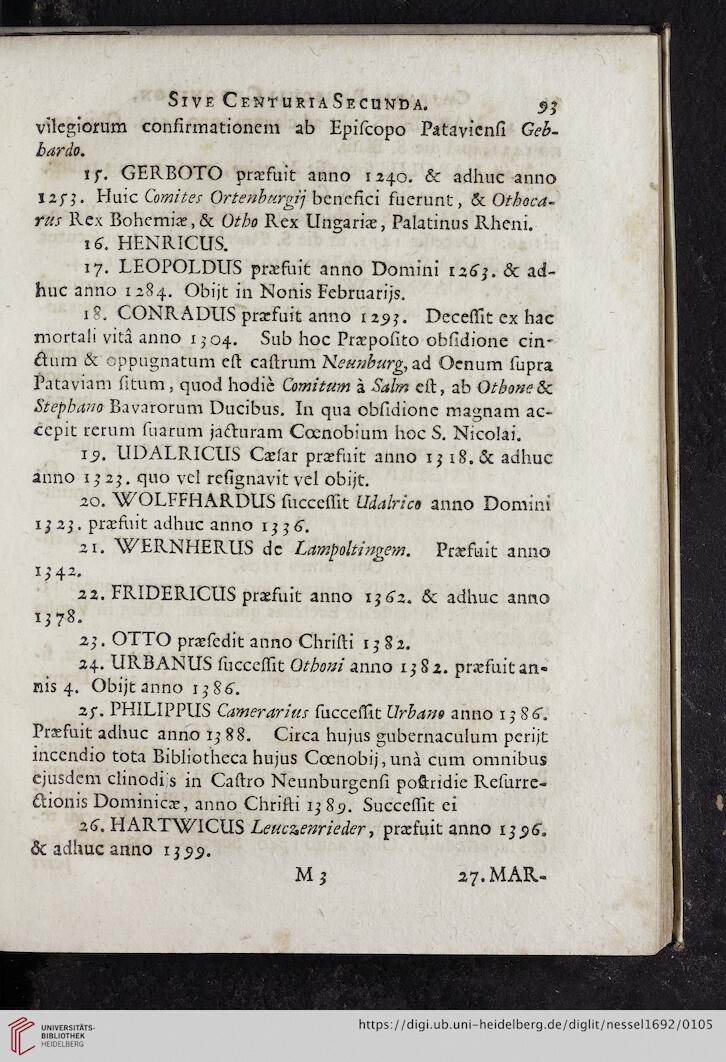 SIVE CENTURIA SECUNDA. 93
vilegiorum confirmationem ab Epiſcopo Patavienſi Geb-
hardo.
15. GERBOTO præfuit anno 1240. & adhuc anno
1253. Huic Comites Ortenburgij benefici fuerunt, & Othoca-
rus Rex Bohemiæ, & Otho Rex Ungariæ, Palatinus Rheni.
16. HENRICUS.
17. LEOPOLDUS præfuit anno Domini 1263. & ad-
huc anno 1284. Obijt in Nonis Februarijs.
18. CONRADUS præfuit anno 1293. Deceſſit ex hac
mortali vitâ anno 1304. Sub hoc Præpoſito obſidione cin-
ctum & oppugnatum eſt caſtrum Neunburg, ad Oenum ſupra
Pataviam ſitum, quod hodiè Comitum à Salm eſt, ab Othone &
Stephano Bavarorum Ducibus. In qua obſidione magnam ac-
cepit rerum ſuarum jacturam Cœnobium hoc S. Nicolai.
19. UDALRICUS Cæſar præfuit anno 1318. & adhuc
anno 1323. quo vel reſignavit vel obijt.
20. WOLFFHARDUS ſucceſſit Udalrico anno Domini
1323. præfuit adhuc anno 1336.
21. WERNHERUS de Lampoltingem. Præfuit anno
1342.
22. FRIDERICUS præfuit anno 1362. & adhuc anno
1378.
23. OTTO præſedit anno Chriſti 1382.
24. URBANUS ſucceſſit Othoni anno 1382. præfuit an-
nis 4. Obijt anno 1386.
25. PHILIPPUS Camerarius ſucceſſit Urbano anno 1386.
Præfuit adhuc anno 1388. Circa hujus gubernaculum perijt
incendio tota Bibliotheca hujus Cœnobij, unà cum omnibus
ejusdem clinodijs in Caſtro Neunburgenſi poſtridie Reſurre-
ctionis Dominicæ, anno Chriſti 1389. Succeſſit ei
26. HARTWICUS Leuczenrieder, præfuit anno 1396.
& adhuc anno 1399.
M 3 27. MAR-
UNIVERSITÄTS-
BIBLIOTHEK
HEIDELBERG
https://digi.ub.uni-heidelberg.de/diglit/nessel1692/0105